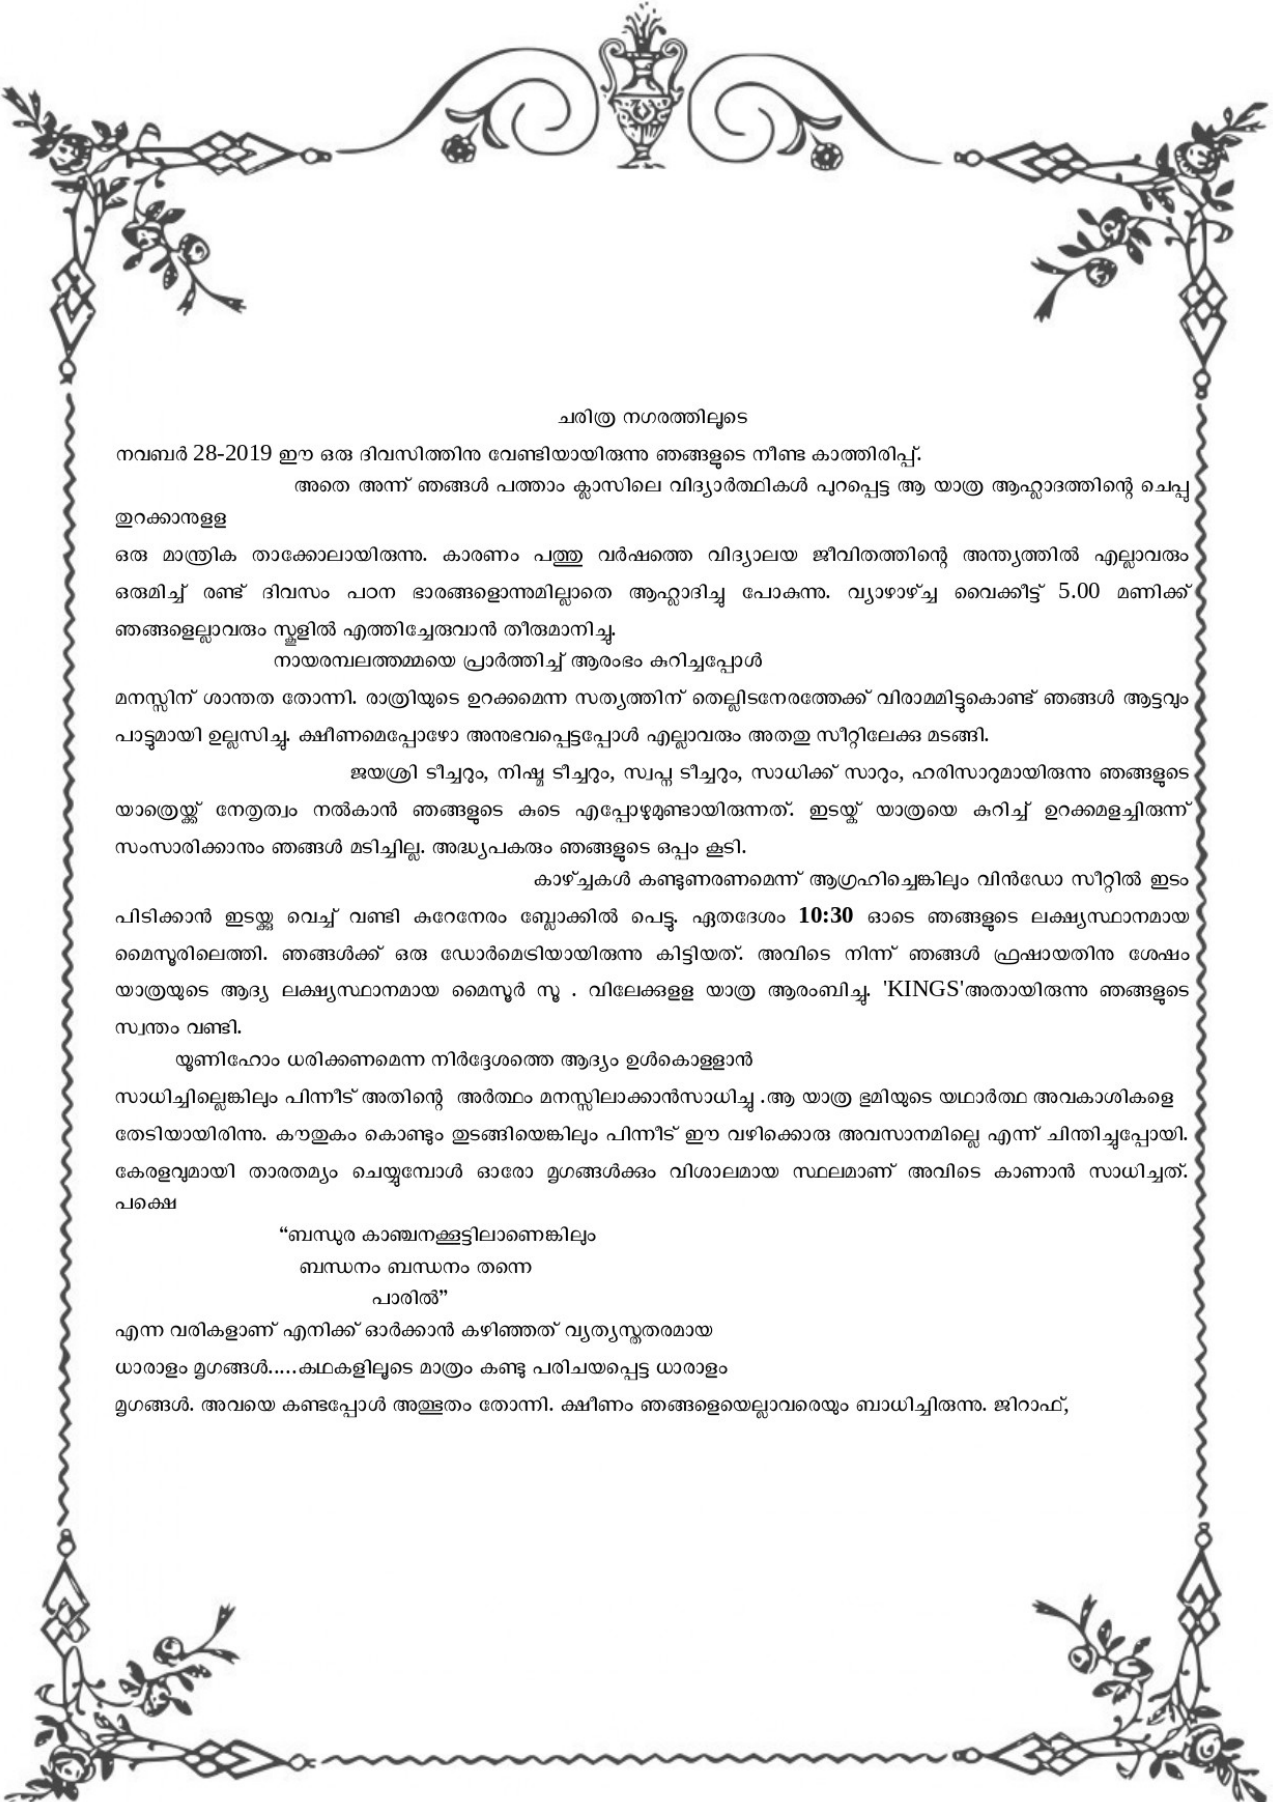 ചരിത്ര നഗരത്തിലൂടെ
നവബർ 28-2019 ഈ ഒരു ദിവസിത്തിനു വേണ്ടിയായിരുന്നു ഞങ്ങളുടെ നീണ്ട കാത്തിരിപ്പ്.
അതെ അന്ന് ഞങ്ങൾ പത്താം ക്ലാസിലെ വിദ്യാർത്ഥികൾ പുറപ്പെട്ട ആ യാത്ര ആഹ്ലാദത്തിന്റെ ചെപ്പു
തുറക്കാനുളള
ഒരു മാന്ത്രിക താക്കോലായിരുന്നു. കാരണം പത്തു വർഷത്തെ വിദ്യാലയ ജീവിതത്തിന്റെ അന്ത്യത്തിൽ എല്ലാവരും
ഒരുമിച്ച് രണ്ട് ദിവസം പഠന ഭാരങ്ങളൊന്നുമില്ലാതെ ആഹ്ലാദിച്ചു പോകുന്നു. വ്യാഴാഴ്ച്ച വൈകീട്ട് 5.00 മണിക്ക്
ഞങ്ങളെല്ലാവരും സ്കൂളിൽ എത്തിച്ചേരുവാൻ തീരുമാനിച്ചു.
നായരമ്പലത്തമ്മയെ പ്രാർത്തിച്ച് ആരംഭം കുറിച്ചപ്പോൾ
മനസ്സിന് ശാന്തത തോന്നി. രാത്രിയുടെ ഉറക്കമെന്ന സത്യത്തിന് തെല്ലിടനേരത്തേക്ക് വിരാമമിട്ടുകൊണ്ട് ഞങ്ങൾ ആട്ടവും
പാട്ടുമായി ഉല്ലസിച്ചു. ക്ഷീണമെപ്പോഴോ അനുഭവപ്പെട്ടപ്പോൾ എല്ലാവരും അതതു സീറ്റിലേക്കു മടങ്ങി.
ജയശ്രി ടീച്ചറും, നിഷ്മ ടീച്ചറും, സ്വപ്ന ടീച്ചറും, സാധിക്ക് സാറും, ഹരിസാറുമായിരുന്നു ഞങ്ങളുടെ
യാത്രെയ്ക്ക് നേതൃത്വം നൽകാൻ ഞങ്ങളുടെ കുടെ എപ്പോഴുമുണ്ടായിരുന്നത്. ഇടയ്ക് യാത്രയെ കുറിച്ച് ഉറക്കമളച്ചിരുന്ന്
സംസാരിക്കാനും ഞങ്ങൾ മടിച്ചില്ല. അദ്ധ്യപകരും ഞങ്ങളുടെ ഒപ്പം കൂടി.
കാഴ്ച്ചകൾ കണ്ടുണരണമെന്ന് ആഗ്രഹിച്ചെങ്കിലും വിൻഡോ സീറ്റിൽ ഇടം
പിടിക്കാൻ ഇടയ്ക്കു വെച്ച് വണ്ടി കുറേനേരം ബ്ലോക്കിൽ പെട്ടു. ഏതദേശം 10:30 ഓടെ ഞങ്ങളുടെ ലക്ഷ്യസ്ഥാനമായ
മൈസൂരിലെത്തി. ഞങ്ങൾക്ക് ഒരു ഡോർമെട്രിയായിരുന്നു കിട്ടിയത്. അവിടെ നിന്ന് ഞങ്ങൾ ഫ്രഷായതിനു ശേഷം
യാത്രയുടെ ആദ്യ ലക്ഷ്യസ്ഥാനമായ മൈസൂർ സൂ . വിലേക്കുളള യാത്ര ആരംബിച്ചു. 'KINGS'അതായിരുന്നു ഞങ്ങളുടെ
സ്വന്തം വണ്ടി.
യൂണിഹോം ധരിക്കണമെന്ന നിർദ്ദേശത്തെ ആദ്യം ഉൾകൊളളാൻ
സാധിച്ചില്ലെങ്കിലും പിന്നീട് അതിന്റെ അർത്ഥം മനസ്സിലാക്കാൻസാധിച്ചു .ആ യാത്ര ഭുമിയുടെ യഥാർത്ഥ അവകാശികളെ
തേടിയായിരിന്നു. കൗതുകം കൊണ്ടും തുടങ്ങിയെങ്കിലും പിന്നീട് ഈ വഴിക്കൊരു അവസാനമില്ലെ എന്ന് ചിന്തിച്ചുപ്പോയി.
കേരളവുമായി താരതമ്യം ചെയ്യുമ്പോൾ ഓരോ മൃഗങ്ങൾക്കും വിശാലമായ സ്ഥലമാണ് അവിടെ കാണാൻ സാധിച്ചത്.
പക്ഷെ
“ബന്ധുര കാഞ്ചനക്കൂട്ടിലാണെങ്കിലും
ബന്ധനം ബന്ധനം തന്നെ
പാരിൽ”
എന്ന വരികളാണ് എനിക്ക് ഓർക്കാൻ കഴിഞ്ഞത് വ്യത്യസ്തതരമായ
ധാരാളം മൃഗങ്ങൾ.....കഥകളിലൂടെ മാത്രം കണ്ടു പരിചയപ്പെട്ട ധാരാളം
മൃഗങ്ങൾ. അവയെ കണ്ടപ്പോൾ അത്ഭുതം തോന്നി. ക്ഷീണം ഞങ്ങളെയെല്ലാവരെയും ബാധിച്ചിരുന്നു. ജിറാഫ്,